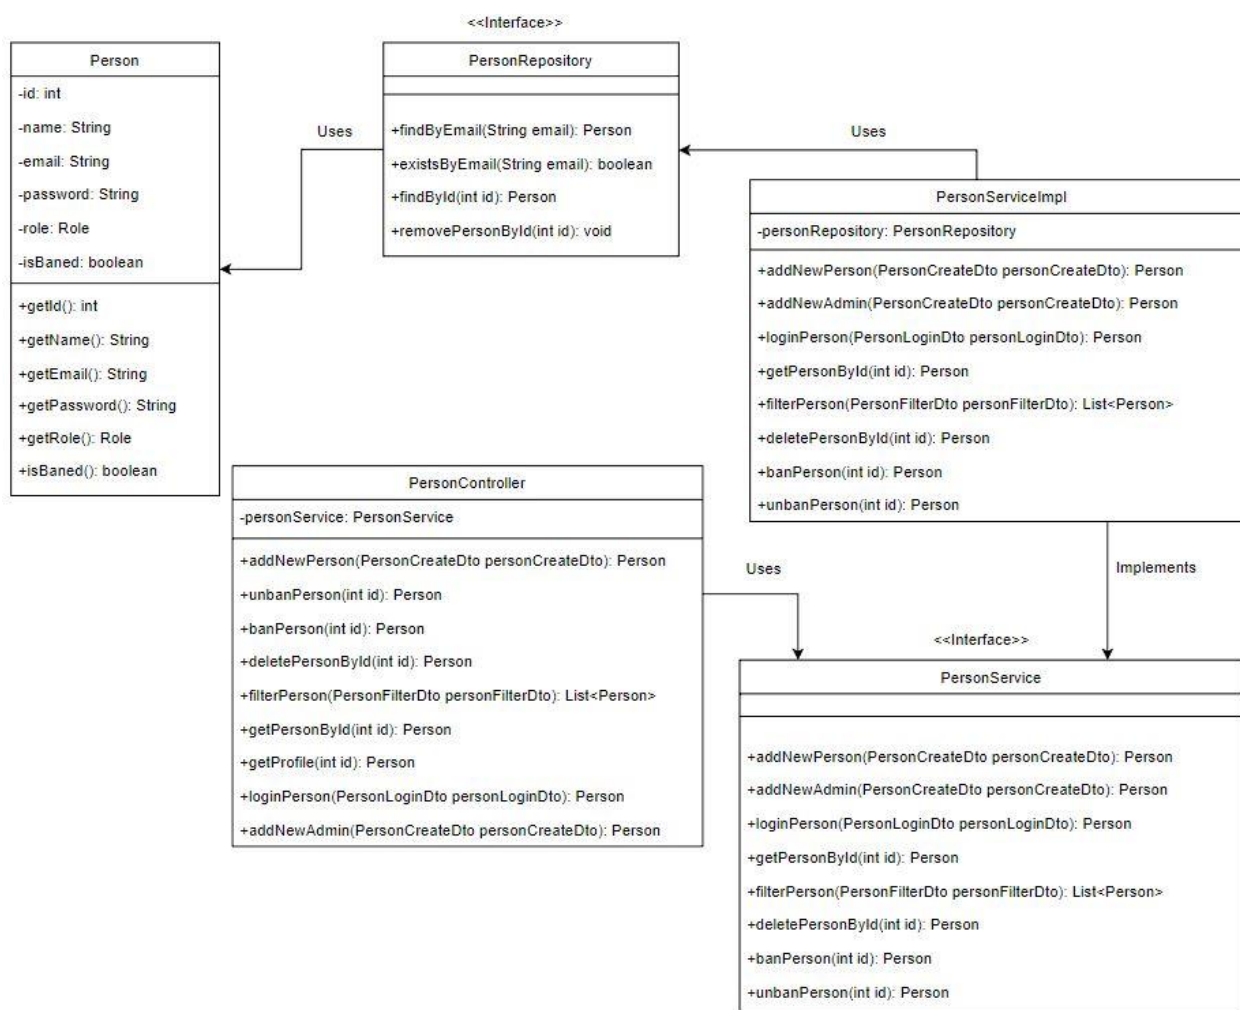 <<Interface>>
Person
-id: int
-name: String
-email: String
-password: String
-role: Role
-isBaned: boolean
+getId(): int
+getName(): String
+getEmail(): String
+getPassword(): String
+getRole(): Role
+isBaned(): boolean
Uses
PersonRepository
+findByEmail(String email): Person
+existsByEmail(String email): boolean
+findById(int id): Person
+removePersonById(int id): void
Uses
PersonServiceImpl
-personRepository: PersonRepository
+addNewPerson(PersonCreateDto personCreateDto): Person
+addNewAdmin(PersonCreateDto personCreateDto): Person
+loginPerson(PersonLoginDto personLoginDto): Person
+getPersonById(int id): Person
+filterPerson(PersonFilterDto personFilterDto): List<Person>
+deletePersonById(int id): Person
+banPerson(int id): Person
+unbanPerson(int id): Person
PersonController
-personService: PersonService
+addNewPerson(PersonCreateDto personCreateDto): Person
+unbanPerson(int id): Person
+banPerson(int id): Person
+deletePersonById(int id): Person
+filterPerson(PersonFilterDto personFilterDto): List<Person>
+getPersonById(int id): Person
+getProfile(int id): Person
+loginPerson(PersonLoginDto personLoginDto): Person
+addNewAdmin(PersonCreateDto personCreateDto): Person
Uses
Implements
<<Interface>>
PersonService
+addNewPerson(PersonCreateDto personCreateDto): Person
+addNewAdmin(PersonCreateDto personCreateDto): Person
+loginPerson(PersonLoginDto personLoginDto): Person
+getPersonById(int id): Person
+filterPerson(PersonFilterDto personFilterDto): List<Person>
+deletePersonById(int id): Person
+banPerson(int id): Person
+unbanPerson(int id): Person